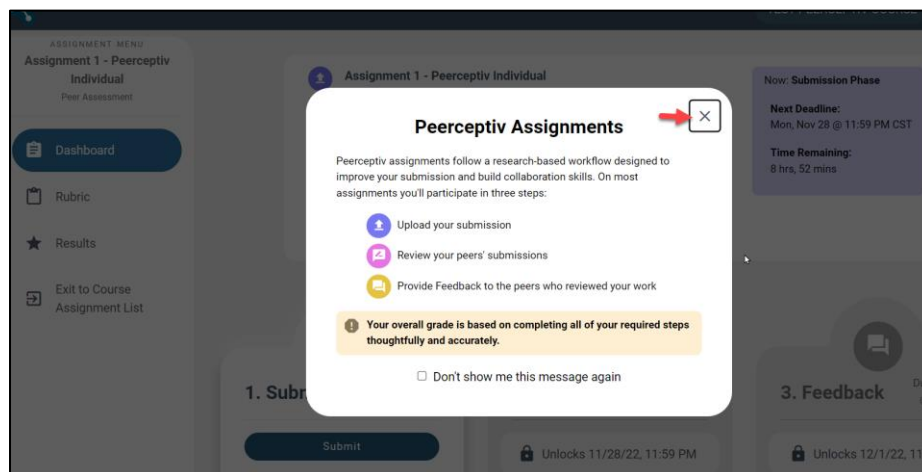 ASSIGNMENT MENU
Assignment 1 - Peerceptiv
Individual
Peer Assessment
Dashboard
Rubric
Results
Exit to Course
Assignment List
Assignment 1 - Peerceptiv Individual
Now: Submission Phase
Next Deadline:
Mon, Nov 28 @ 11:59 PM CST
Time Remaining:
8 hrs, 52 mins
Peerceptiv Assignments
Peerceptiv assignments follow a research-based workflow designed to
improve your submission and build collaboration skills. On most
assignments you'll participate in three steps:
Upload your submission
Review your peers' submissions
Provide Feedback to the peers who reviewed your work
Your overall grade is based on completing all of your required steps
thoughtfully and accurately.
Don't show me this message again
1. Subr
Submit
Unlocks 11/28/22, 11:59 PM
3. Feedback
Unlocks 12/1/22, 11